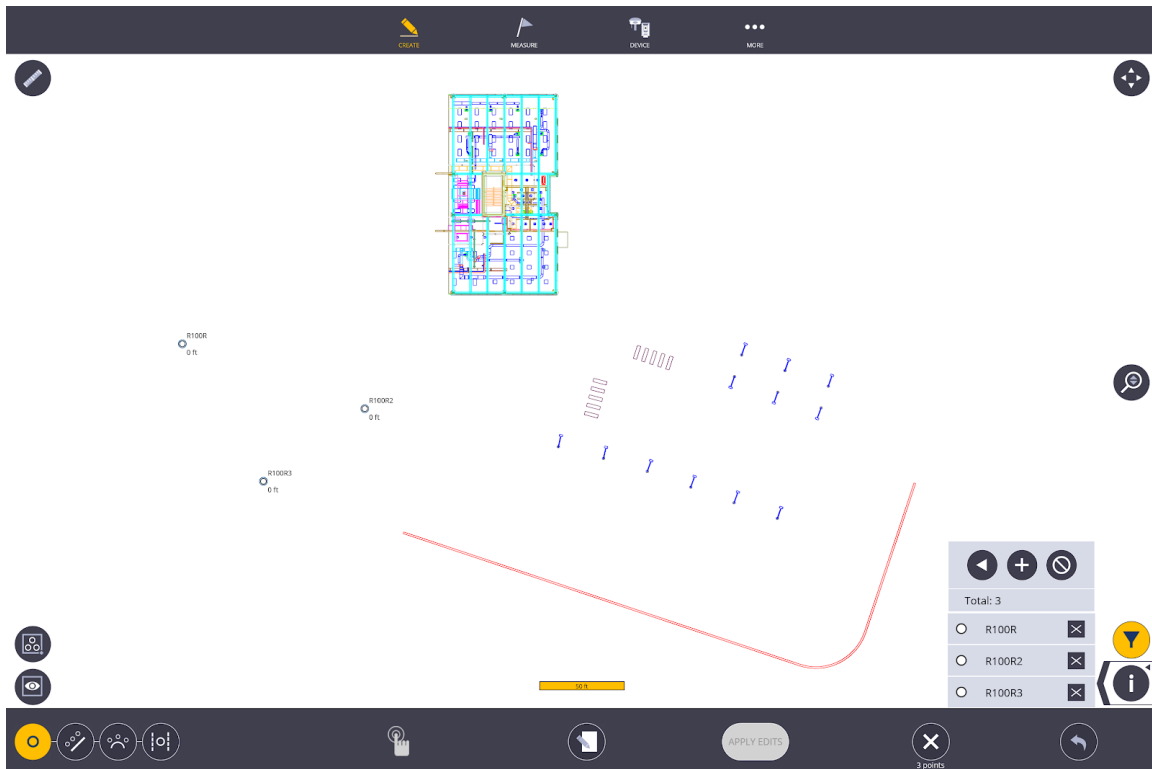 CREATE
MEASURE
DEVICE
MORE
R100R
0 ft
R100R2
0 ft
R100R3
0 ft
Total: 3
R100R
R100R2
R100R3
50 ft
APPLY EDITS
3 points